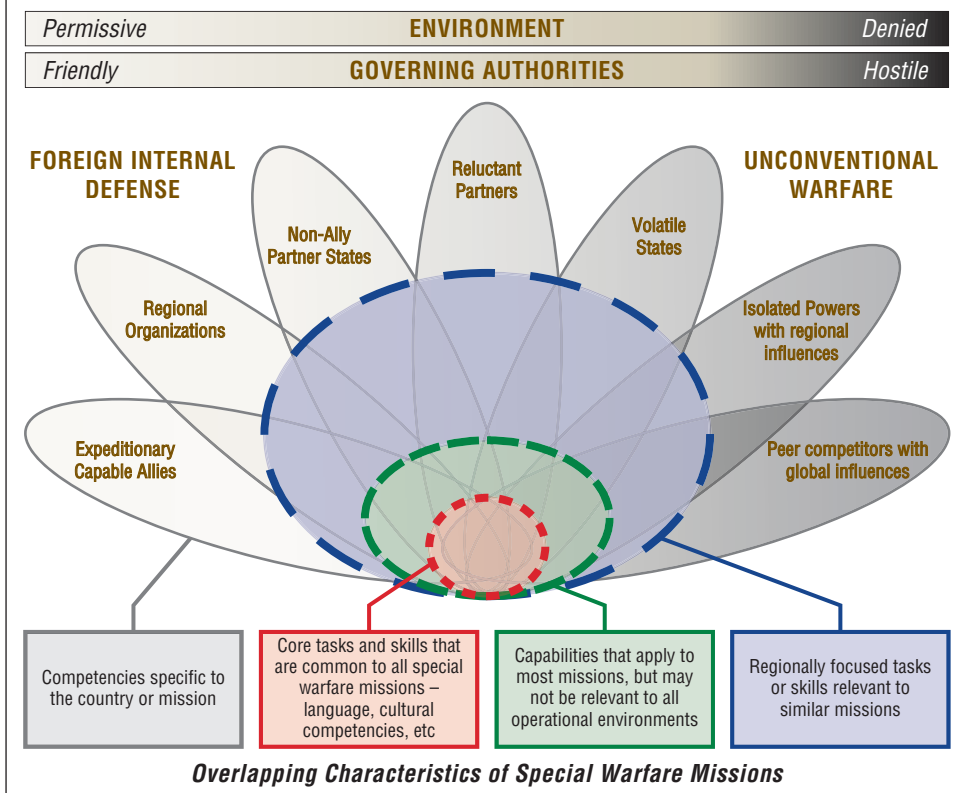 Permissive ENVIRONMENT Denied
Friendly GOVERNING AUTHORITIES Hostile
FOREIGN INTERNAL
DEFENSE
UNCONVENTIONAL
WARFARE
Expeditionary
Capable Allies
Regional
Organizations
Non-Ally
Partner States
Reluctant
Partners
Volatile
States
Isolated Powers
with regional
influences
Peer competitors with
global influences
Competencies specific to
the country or mission
Core tasks and skills that
are common to all special
warfare missions –
language, cultural
competencies, etc
Capabilities that apply to
most missions, but may
not be relevant to all
operational environments
Regionally focused tasks
or skills relevant to
similar missions
Overlapping Characteristics of Special Warfare Missions